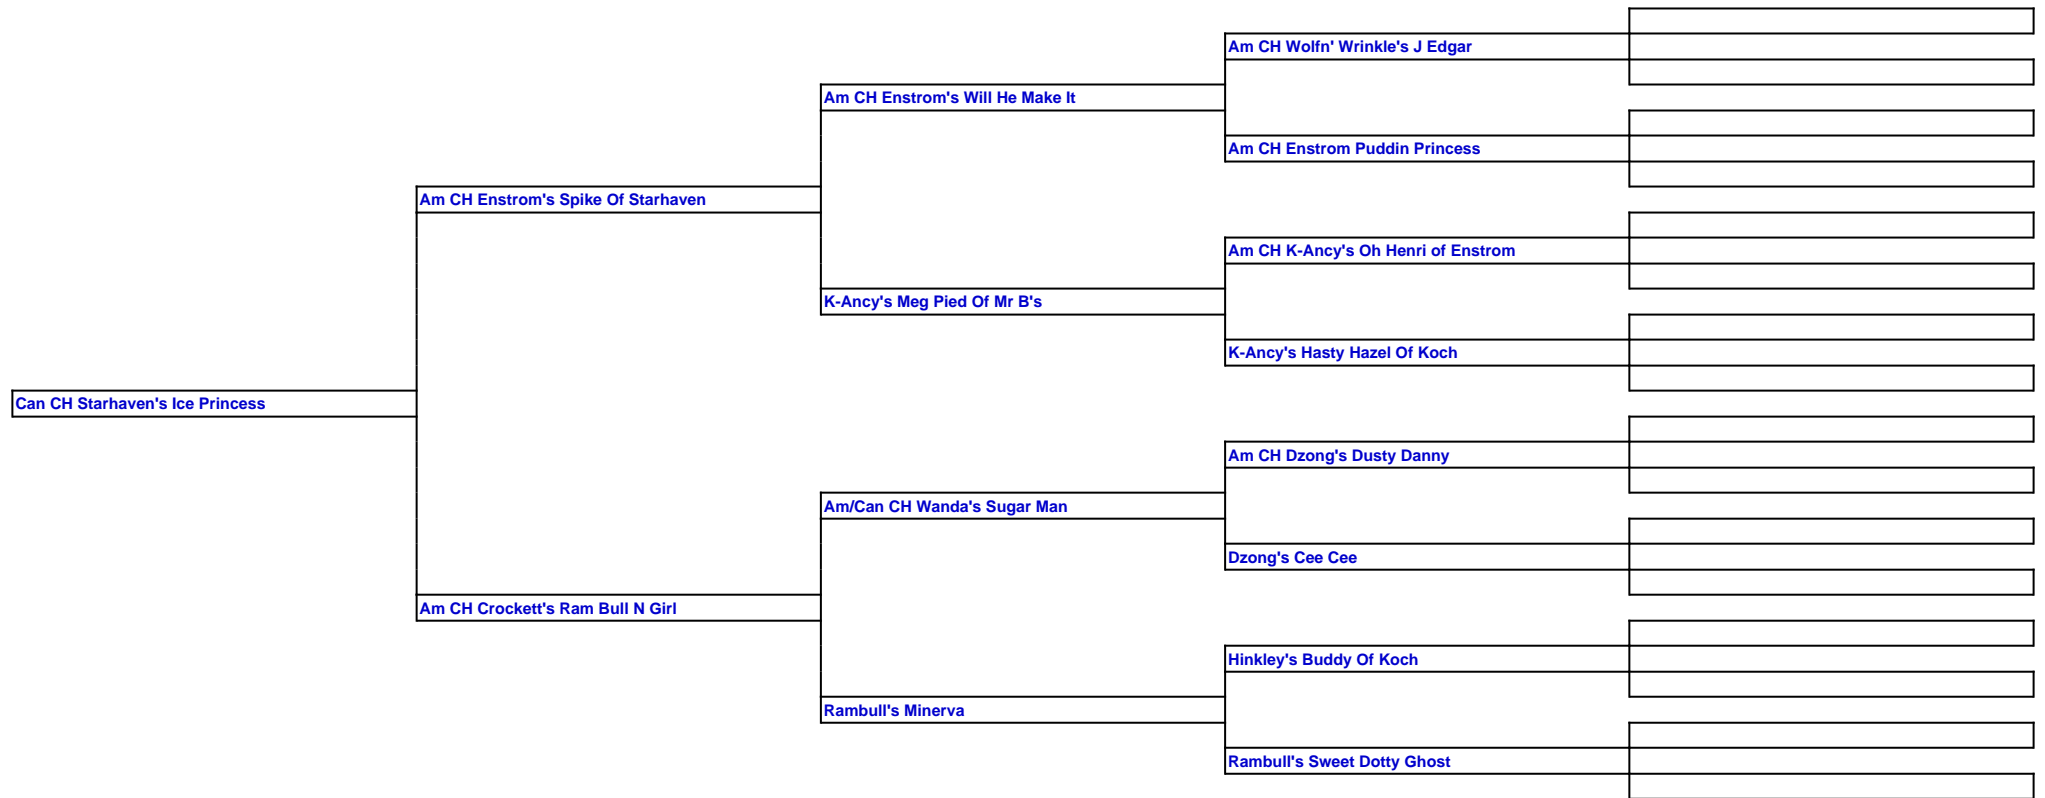 Am CH Wolfn' Wrinkle's J Edgar
Am CH Enstrom's Will He Make It
Am CH Enstrom Puddin Princess
Am CH Enstrom's Spike Of Starhaven
Am CH K-Ancy's Oh Henri of Enstrom
K-Ancy's Meg Pied Of Mr B's
K-Ancy's Hasty Hazel Of Koch
Can CH Starhaven's Ice Princess
Am CH Dzong's Dusty Danny
Am/Can CH Wanda's Sugar Man
Dzong's Cee Cee
Am CH Crockett's Ram Bull N Girl
Hinkley's Buddy Of Koch
Rambull's Minerva
Rambull's Sweet Dotty Ghost